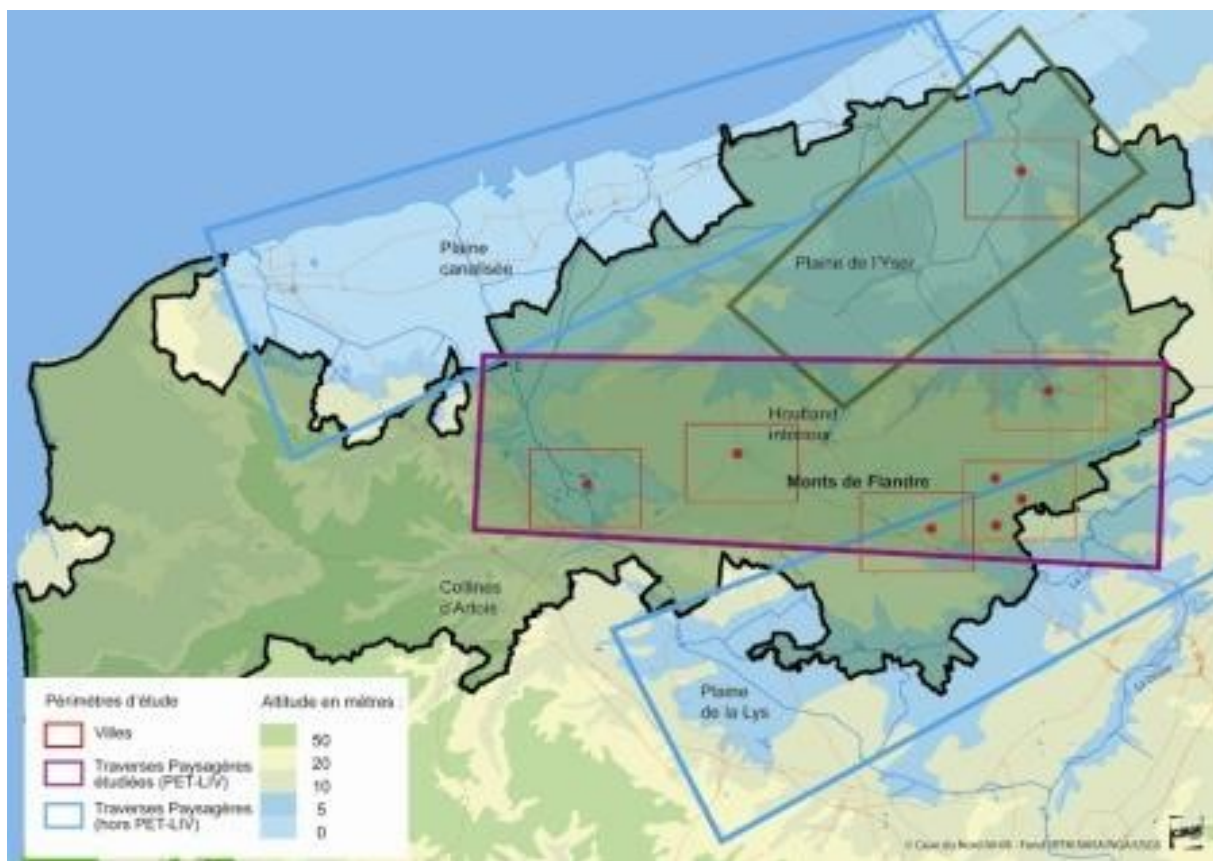 Plaine
canalisée
Plaine de l'Yser
Houtland
intérieur
Monts de Flandre
Collines
d'Artois
Plaine
de la Lys
Périmètres d'étude
Villes
Traverses Paysagères
étudiées (PET-LIV)
Traverses Paysagères
(hors PET-LIV)
Altitude en mètres :
50
20
10
5
0